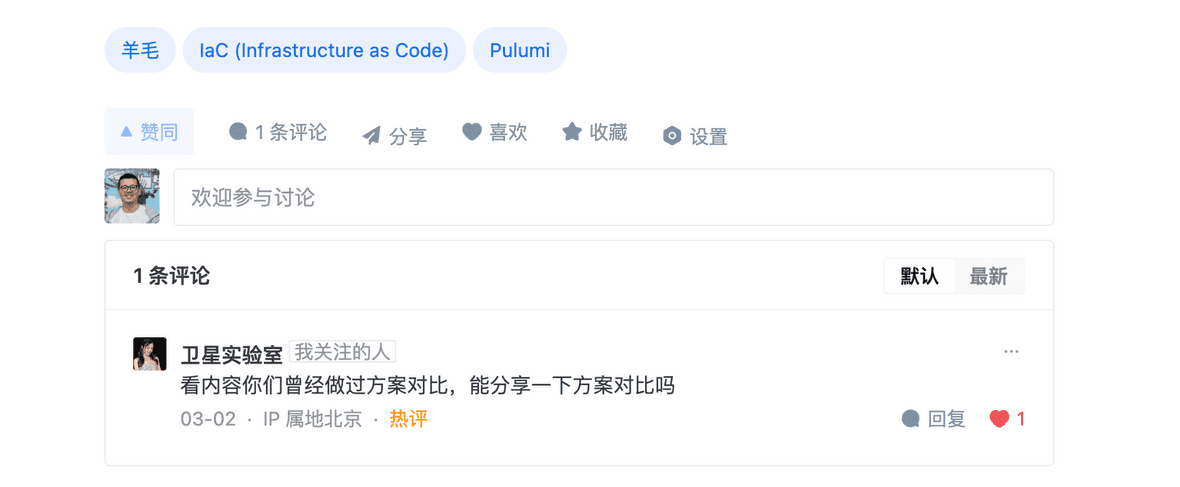 羊毛 IaC (Infrastructure as Code) Pulumi
赞同 1 条评论 分享 喜欢 收藏 设置
欢迎参与讨论
1 条评论 默认 最新
卫星实验室 我关注的人
看内容你们曾经做过方案对比，能分享一下方案对比吗
03-02 · IP 属地北京 · 热评 回复 1